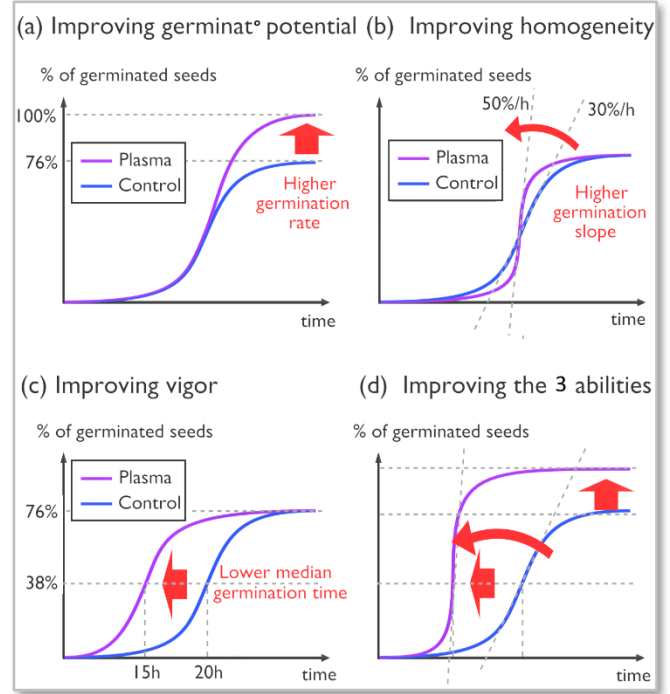 (a) Improving germinat° potential
% of germinated seeds
100%
76%
Plasma
Control
Higher
germination
rate
time
(b) Improving homogeneity
% of germinated seeds
50%/h
30%/h
Plasma
Control
Higher
germination
slope
time
(c) Improving vigor
% of germinated seeds
Plasma
Control
76%
38%
Lower median
germination time
15h
20h
time
(d) Improving the 3 abilities
% of germinated seeds
time